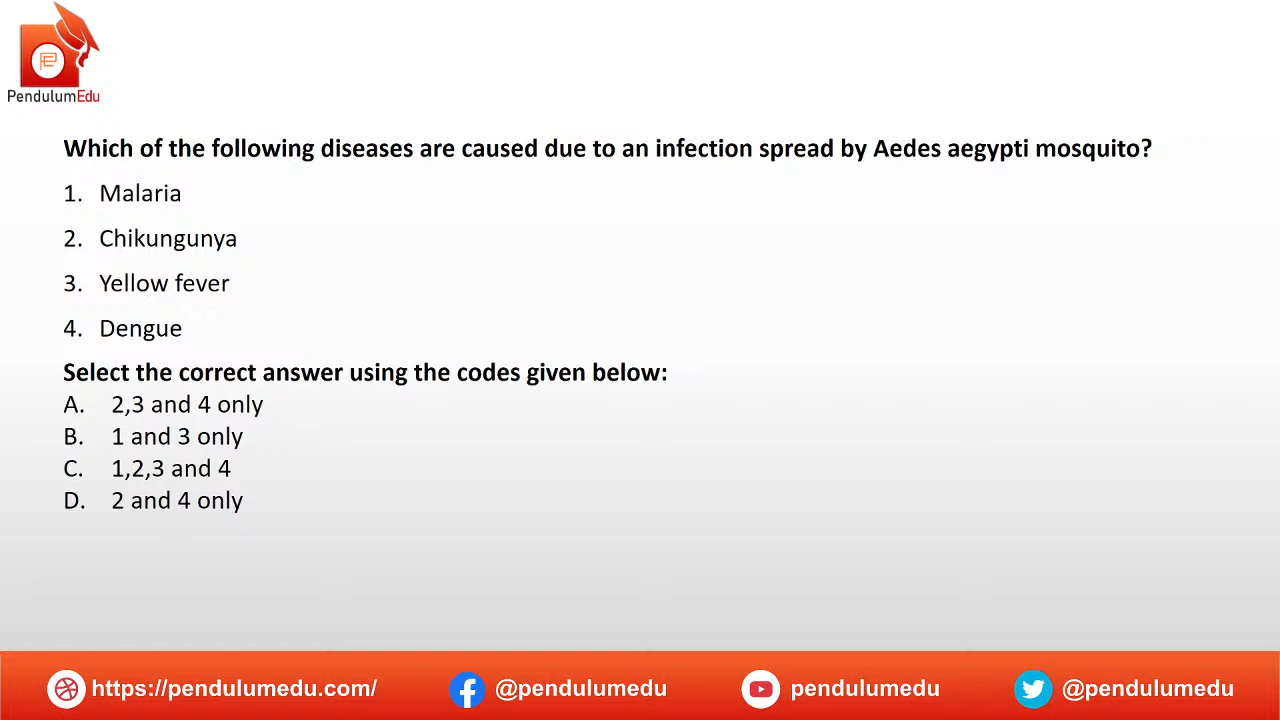 PendulumEdu
Which of the following diseases are caused due to an infection spread by Aedes aegypti mosquito?
1. Malaria
2. Chikungunya
3. Yellow fever
4. Dengue
Select the correct answer using the codes given below:
A. 2,3 and 4 only
B. 1 and 3 only
C. 1,2,3 and 4
D. 2 and 4 only
https://pendulumedu.com/ @pendulumedu pendulumedu @pendulumedu